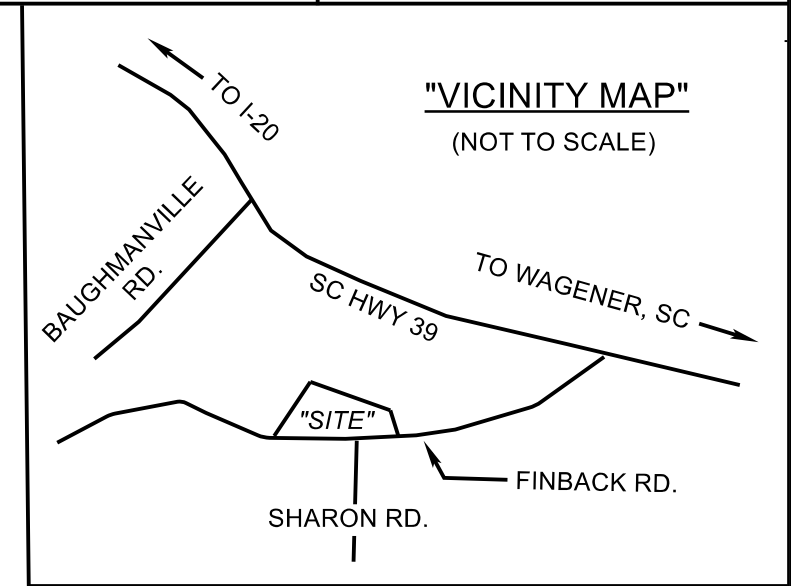 "VICINITY MAP"
(NOT TO SCALE)
TO I-20
BAUGHMANVILLE
RD.
SC HWY 39
TO WAGENER, SC
"SITE"
FINBACK RD.
SHARON RD.